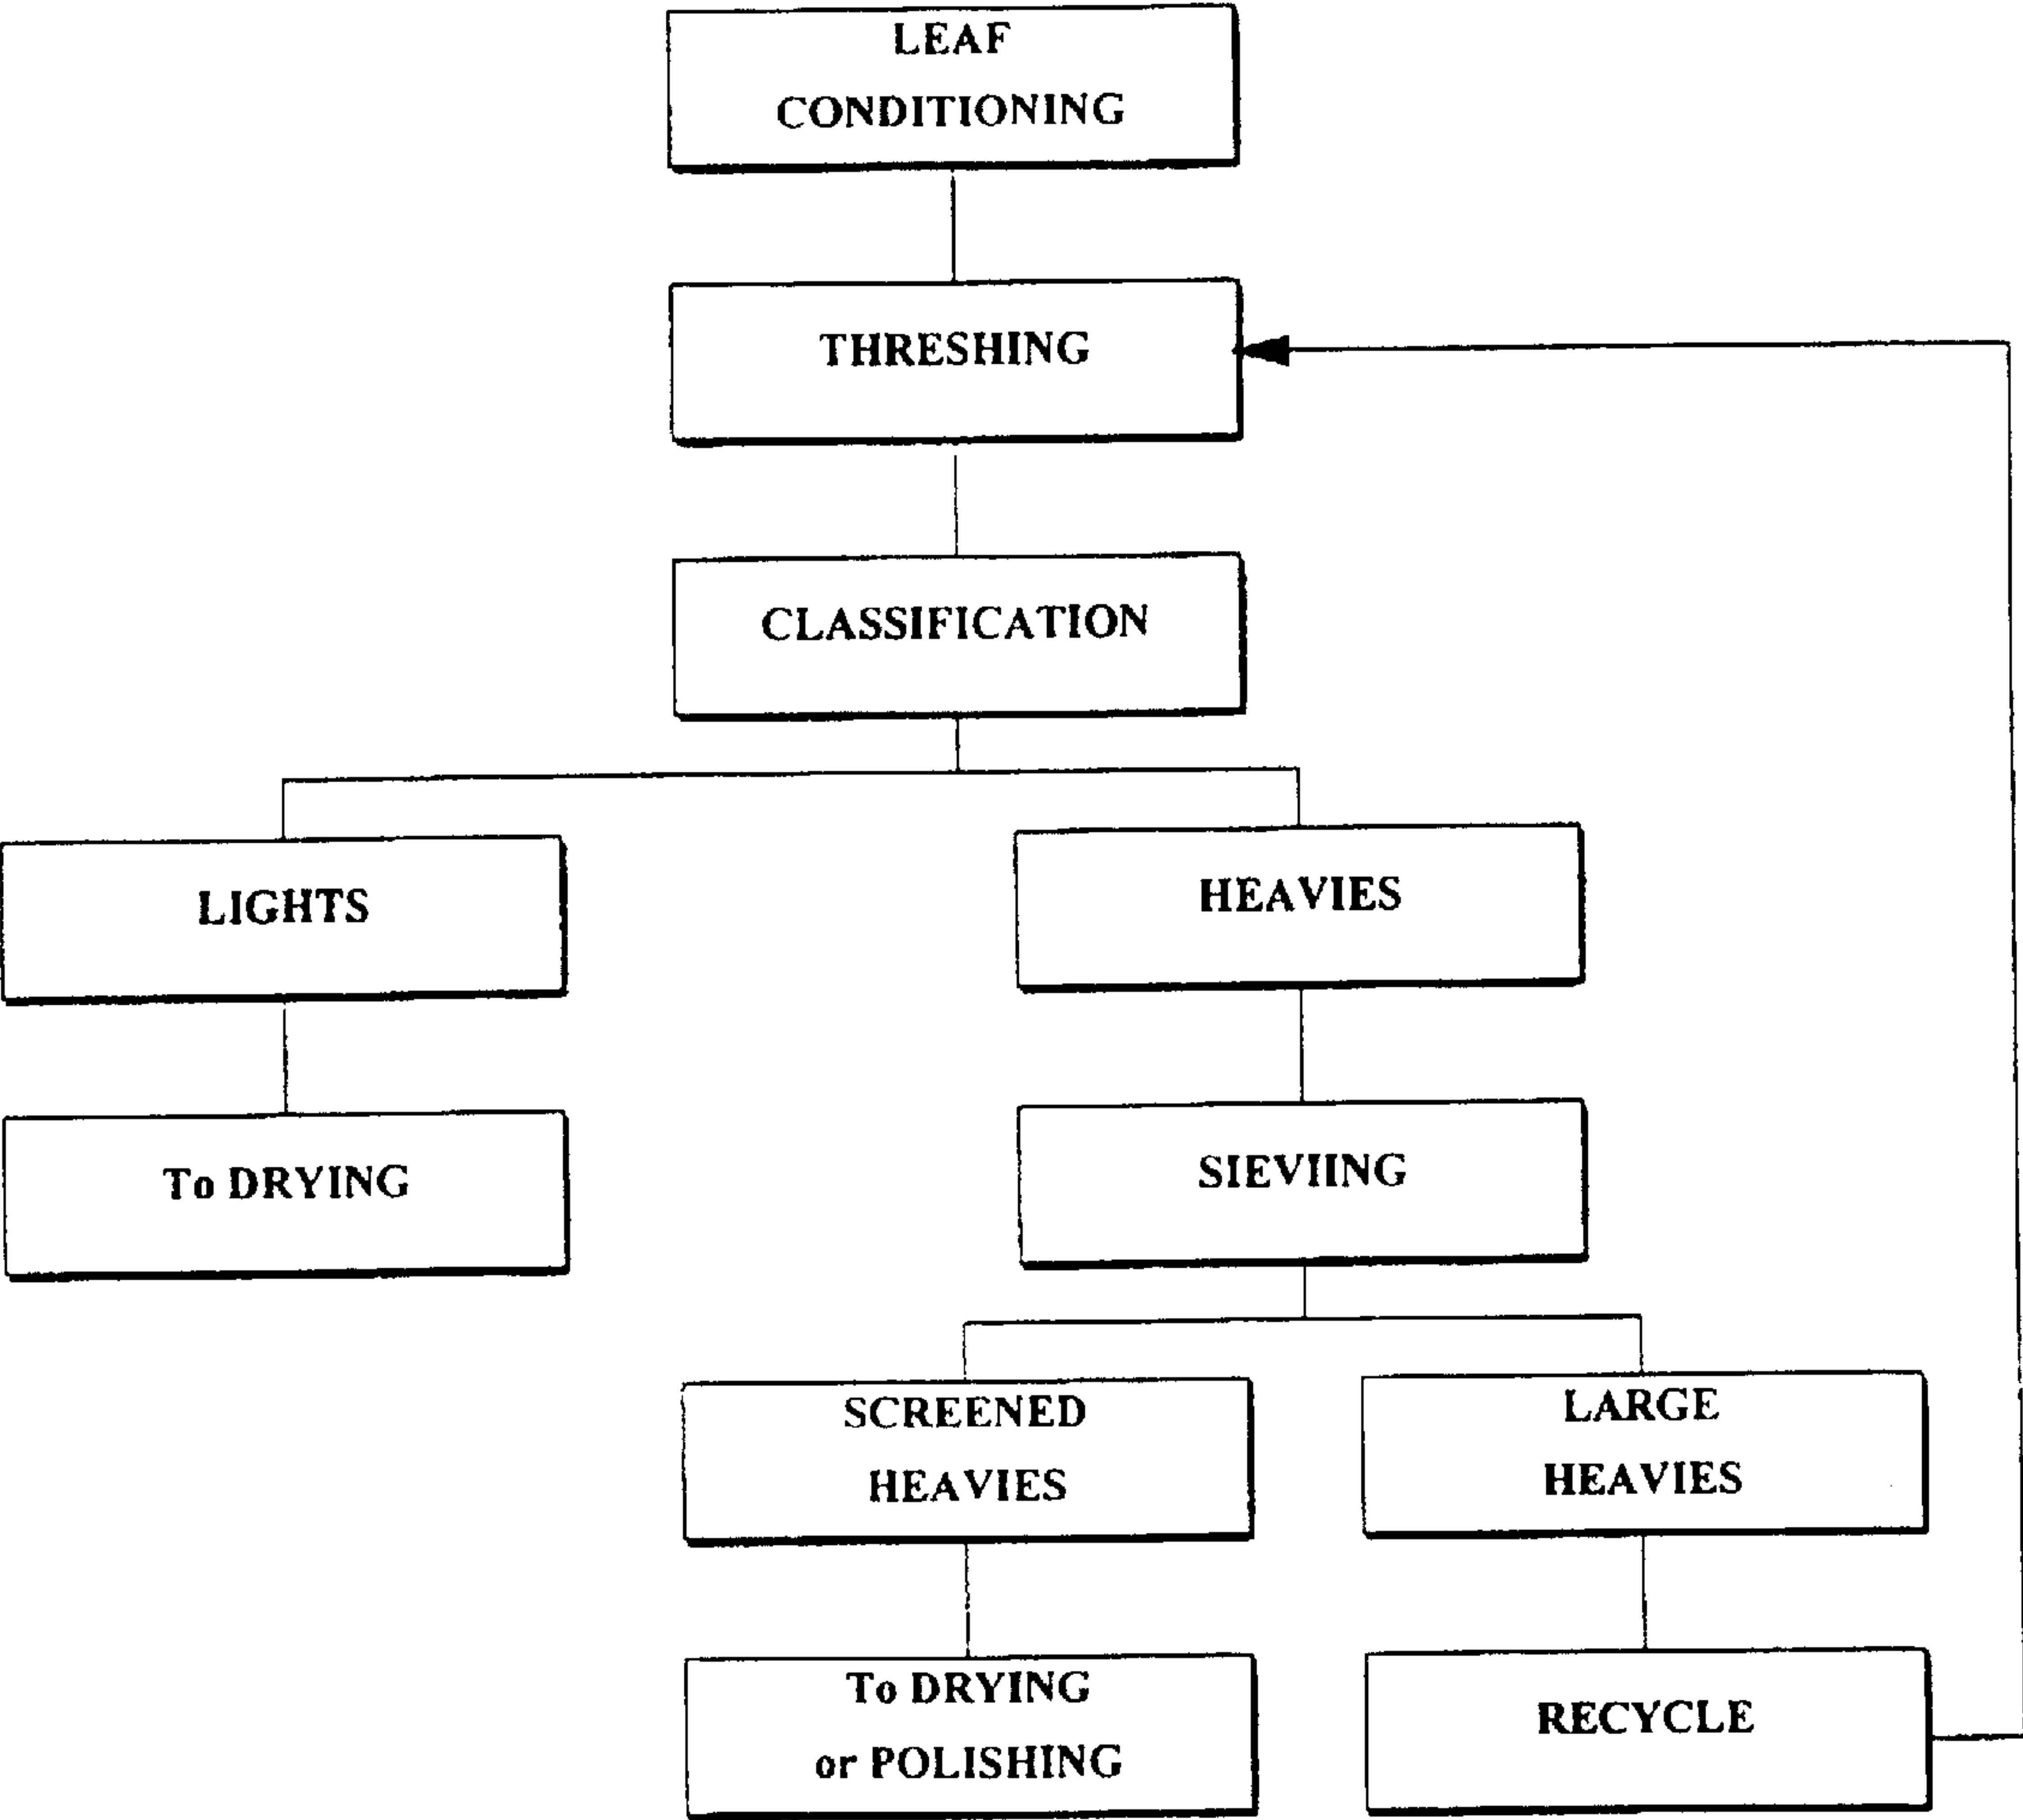 LEAF
CONDITIONING
THRESHING
CLASSIFICATION
LIGHTS
HEAVIES
To DRYING
SIEVIING
SCREENED
HEAVIES
LARGE
HEAVIES
To DRYING
or POLISHING
RECYCLE